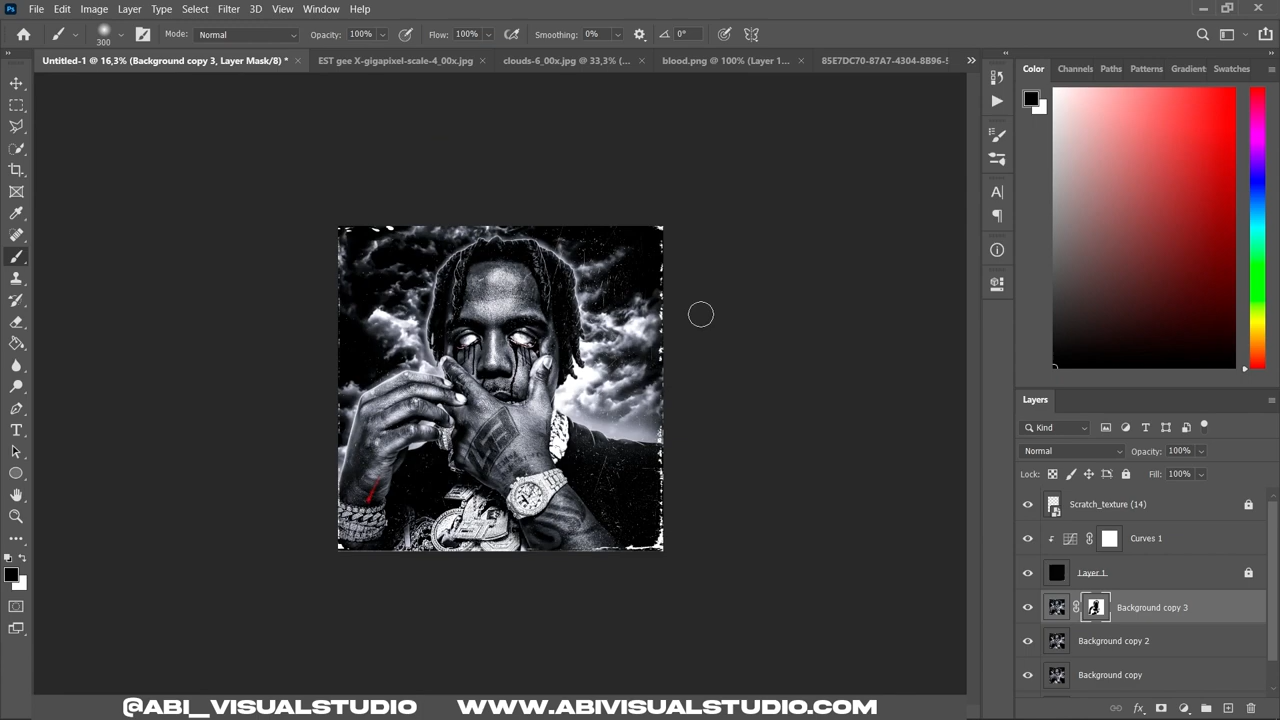 Ps File Edit Image Layer Type Select Filter 3D View Window Help
300 Mode: Normal Opacity: 100% Flow: 100% Smoothing: 0% 0°
Untitled-1 @ 16,3% (Background copy 3, Layer Mask/8) * EST gee X-gigapixel-scale-4_00x.jpg clouds-6_00x.jpg @ 33,3% (... blood.png @ 100% (Layer 1... 85E7DC70-87A7-4304-8B96-5
Color Channels Paths Patterns Gradient Swatches
Layers
Kind
Normal Opacity: 100%
Lock: Fill: 100%
Scratch_texture (14)
Curves 1
Layer 1
Background copy 3
Background copy 2
Background copy
@ABI_VISUALSTUDIO WWW.ABIVISUALSTUDIO.COM